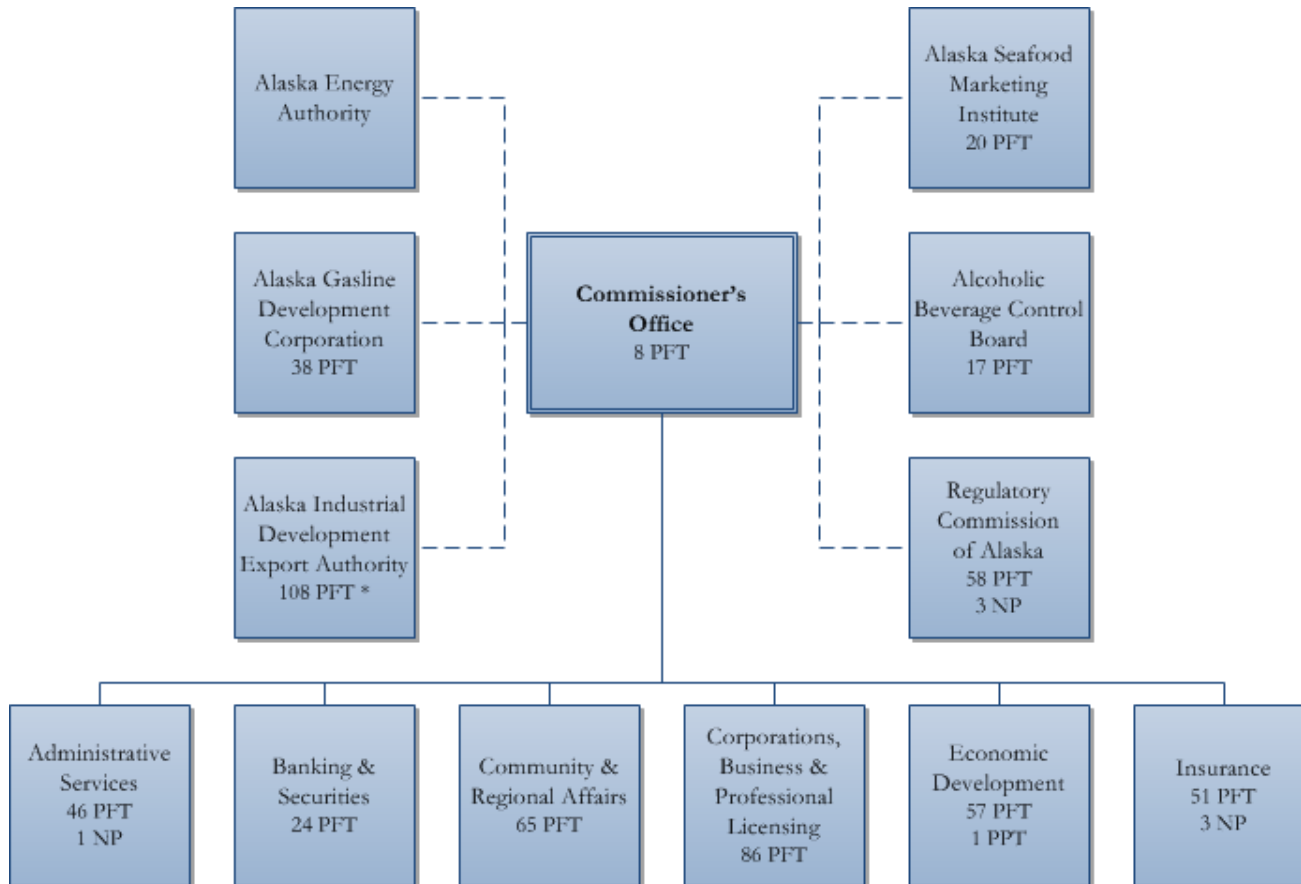 Alaska Energy
Authority
Alaska Seafood
Marketing
Institute
20 PFT
Alaska Gasline
Development
Corporation
38 PFT
Commissioner's
Office
8 PFT
Alcoholic
Beverage Control
Board
17 PFT
Alaska Industrial
Development
Export Authority
108 PFT *
Regulatory
Commission
of Alaska
58 PFT
3 NP
Administrative
Services
46 PFT
1 NP
Banking &
Securities
24 PFT
Community &
Regional Affairs
65 PFT
Corporations,
Business &
Professional
Licensing
86 PFT
Economic
Development
57 PFT
1 PPT
Insurance
51 PFT
3 NP